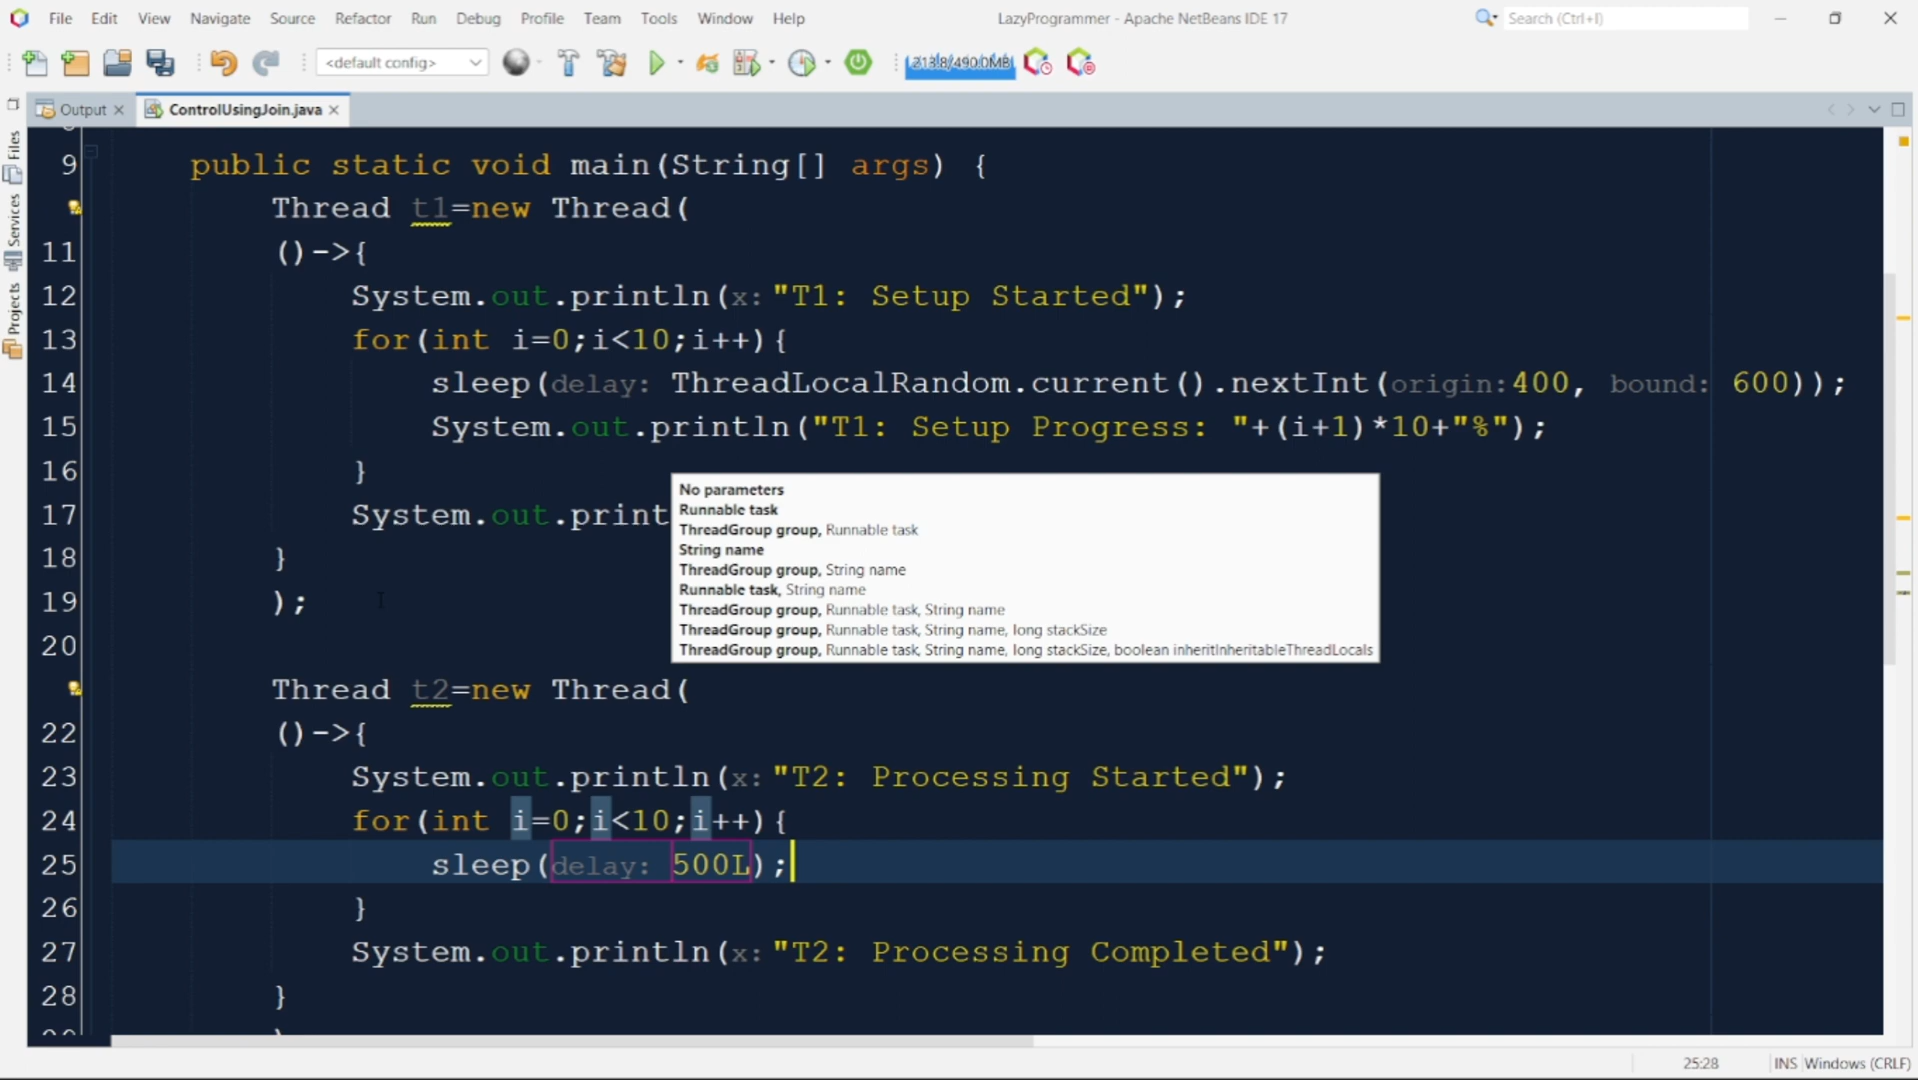 File Edit View Navigate Source Refactor Run Debug Profile Team Tools Window Help LazyProgrammer - Apache NetBeans IDE 17 Search (Ctrl+I)
<default config> 213.8/490.0MB
Output ControlUsingJoin.java
Files
Services
Projects
9 public static void main(String[] args) {
Thread t1=new Thread(
11 ()->{
12 System.out.println(x: "T1: Setup Started");
13 for(int i=0;i<10;i++){
14 sleep(delay: ThreadLocalRandom.current().nextInt(origin:400, bound: 600));
15 System.out.println("T1: Setup Progress: "+(i+1)*10+"%");
16 }
17 System.out.print
18 }
19 );
20
No parameters
Runnable task
ThreadGroup group, Runnable task
String name
ThreadGroup group, String name
Runnable task, String name
ThreadGroup group, Runnable task, String name
ThreadGroup group, Runnable task, String name, long stackSize
ThreadGroup group, Runnable task, String name, long stackSize, boolean inheritInheritableThreadLocals
Thread t2=new Thread(
22 ()->{
23 System.out.println(x: "T2: Processing Started");
24 for(int i=0;i<10;i++){
25 sleep(delay: 500L);
26 }
27 System.out.println(x: "T2: Processing Completed");
28 }
25:28 INS Windows (CRLF)